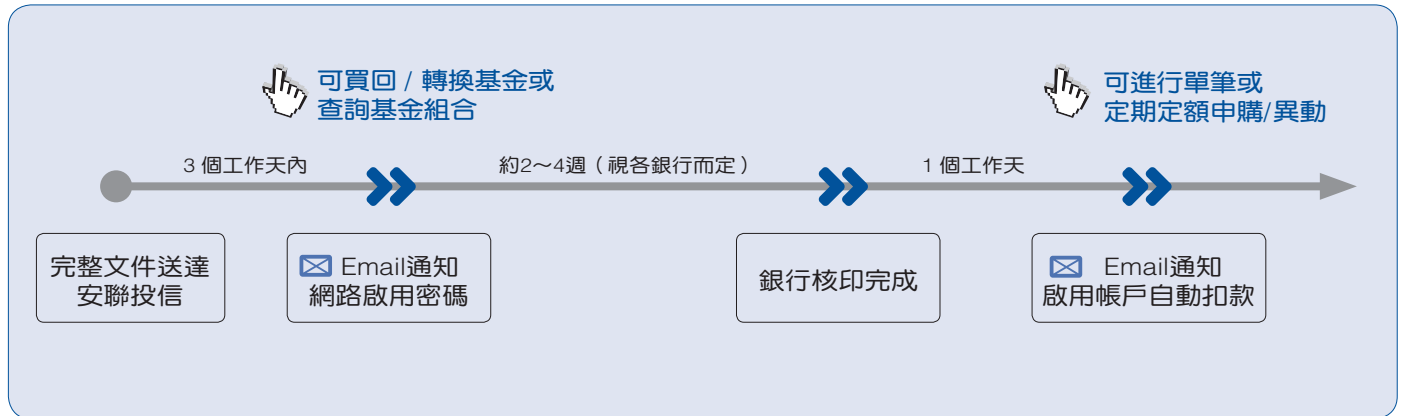 可買回 / 轉換基金或
查詢基金組合
可進行單筆或
定期定額申購/異動
3 個工作天內
約2～4週（視各銀行而定）
1 個工作天
完整文件送達
安聯投信
Email通知
網路啟用密碼
銀行核印完成
Email通知
啟用帳戶自動扣款